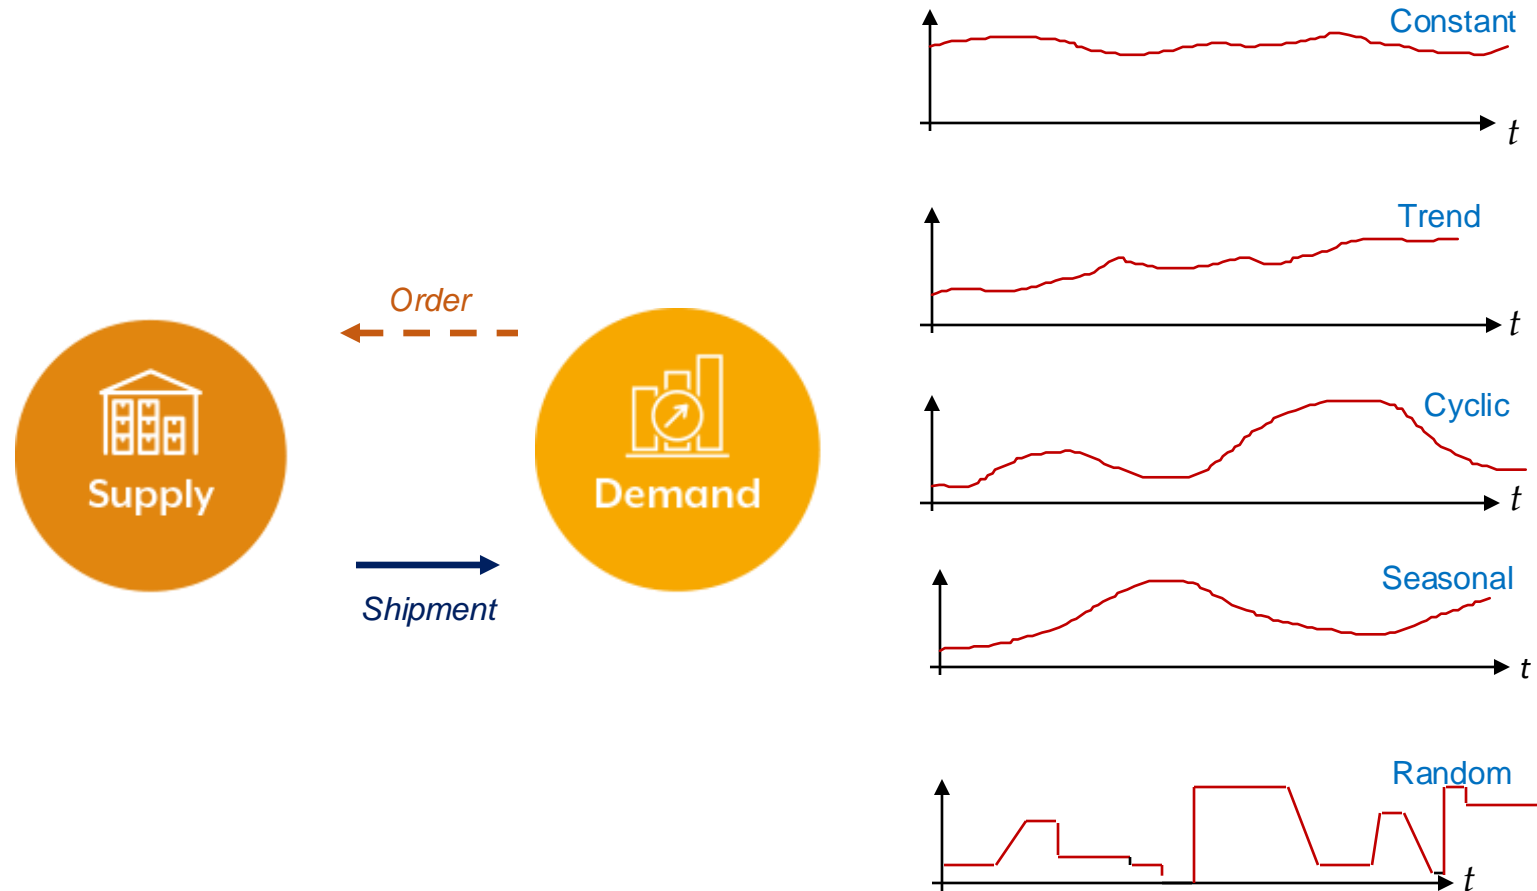 Order
Supply
Demand
Shipment
Constant
t
Trend
t
Cyclic
t
Seasonal
t
Random
t